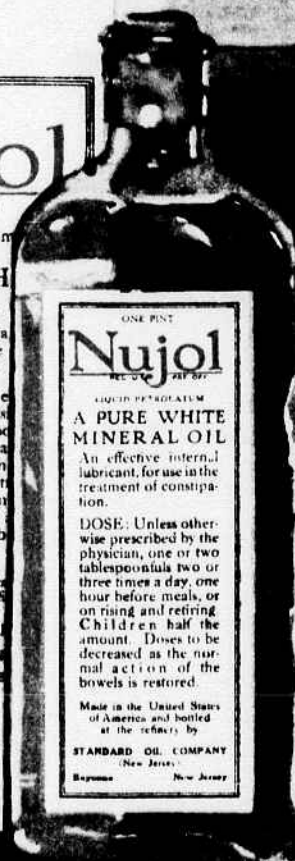 ONE PINT
Nujol
REG. U.S. PAT. OFF.
LIQUID PETROLATUM
A PURE WHITE
MINERAL OIL
An effective internal
lubricant, for use in the
treatment of constipa-
tion.
DOSE: Unless other-
wise prescribed by the
physician, one or two
tablespoonfuls two or
three times a day, one
hour before meals, or
on rising and retiring
Children half the
amount. Doses to be
decreased as the nor-
mal action of the
bowels is restored.
Made in the United States
of America and bottled
at the refinery by
STANDARD OIL COMPANY
(New Jersey)
Bayonne New Jersey
ol